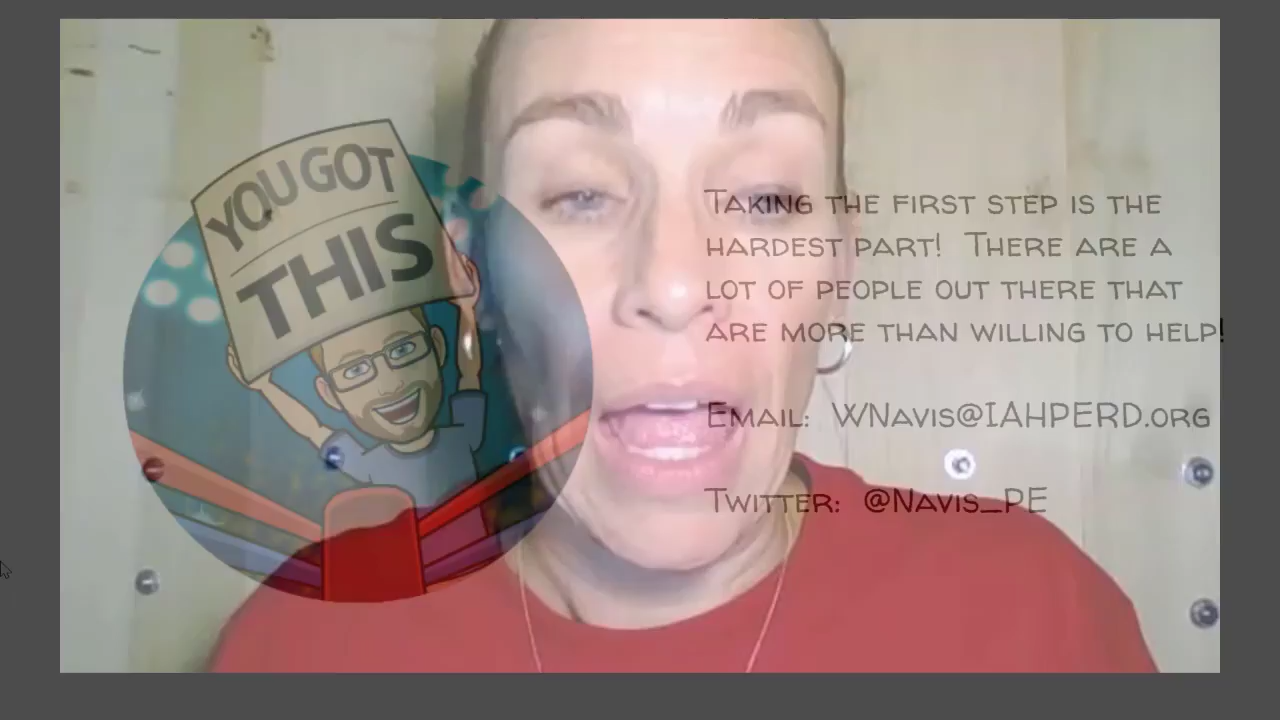 YOU GOT
THIS
Taking the first step is the
hardest part!  There are a
lot of people out there that
are more than willing to help!
Email:  WNavis@IAHPERD.org
Twitter:  @Navis_PE